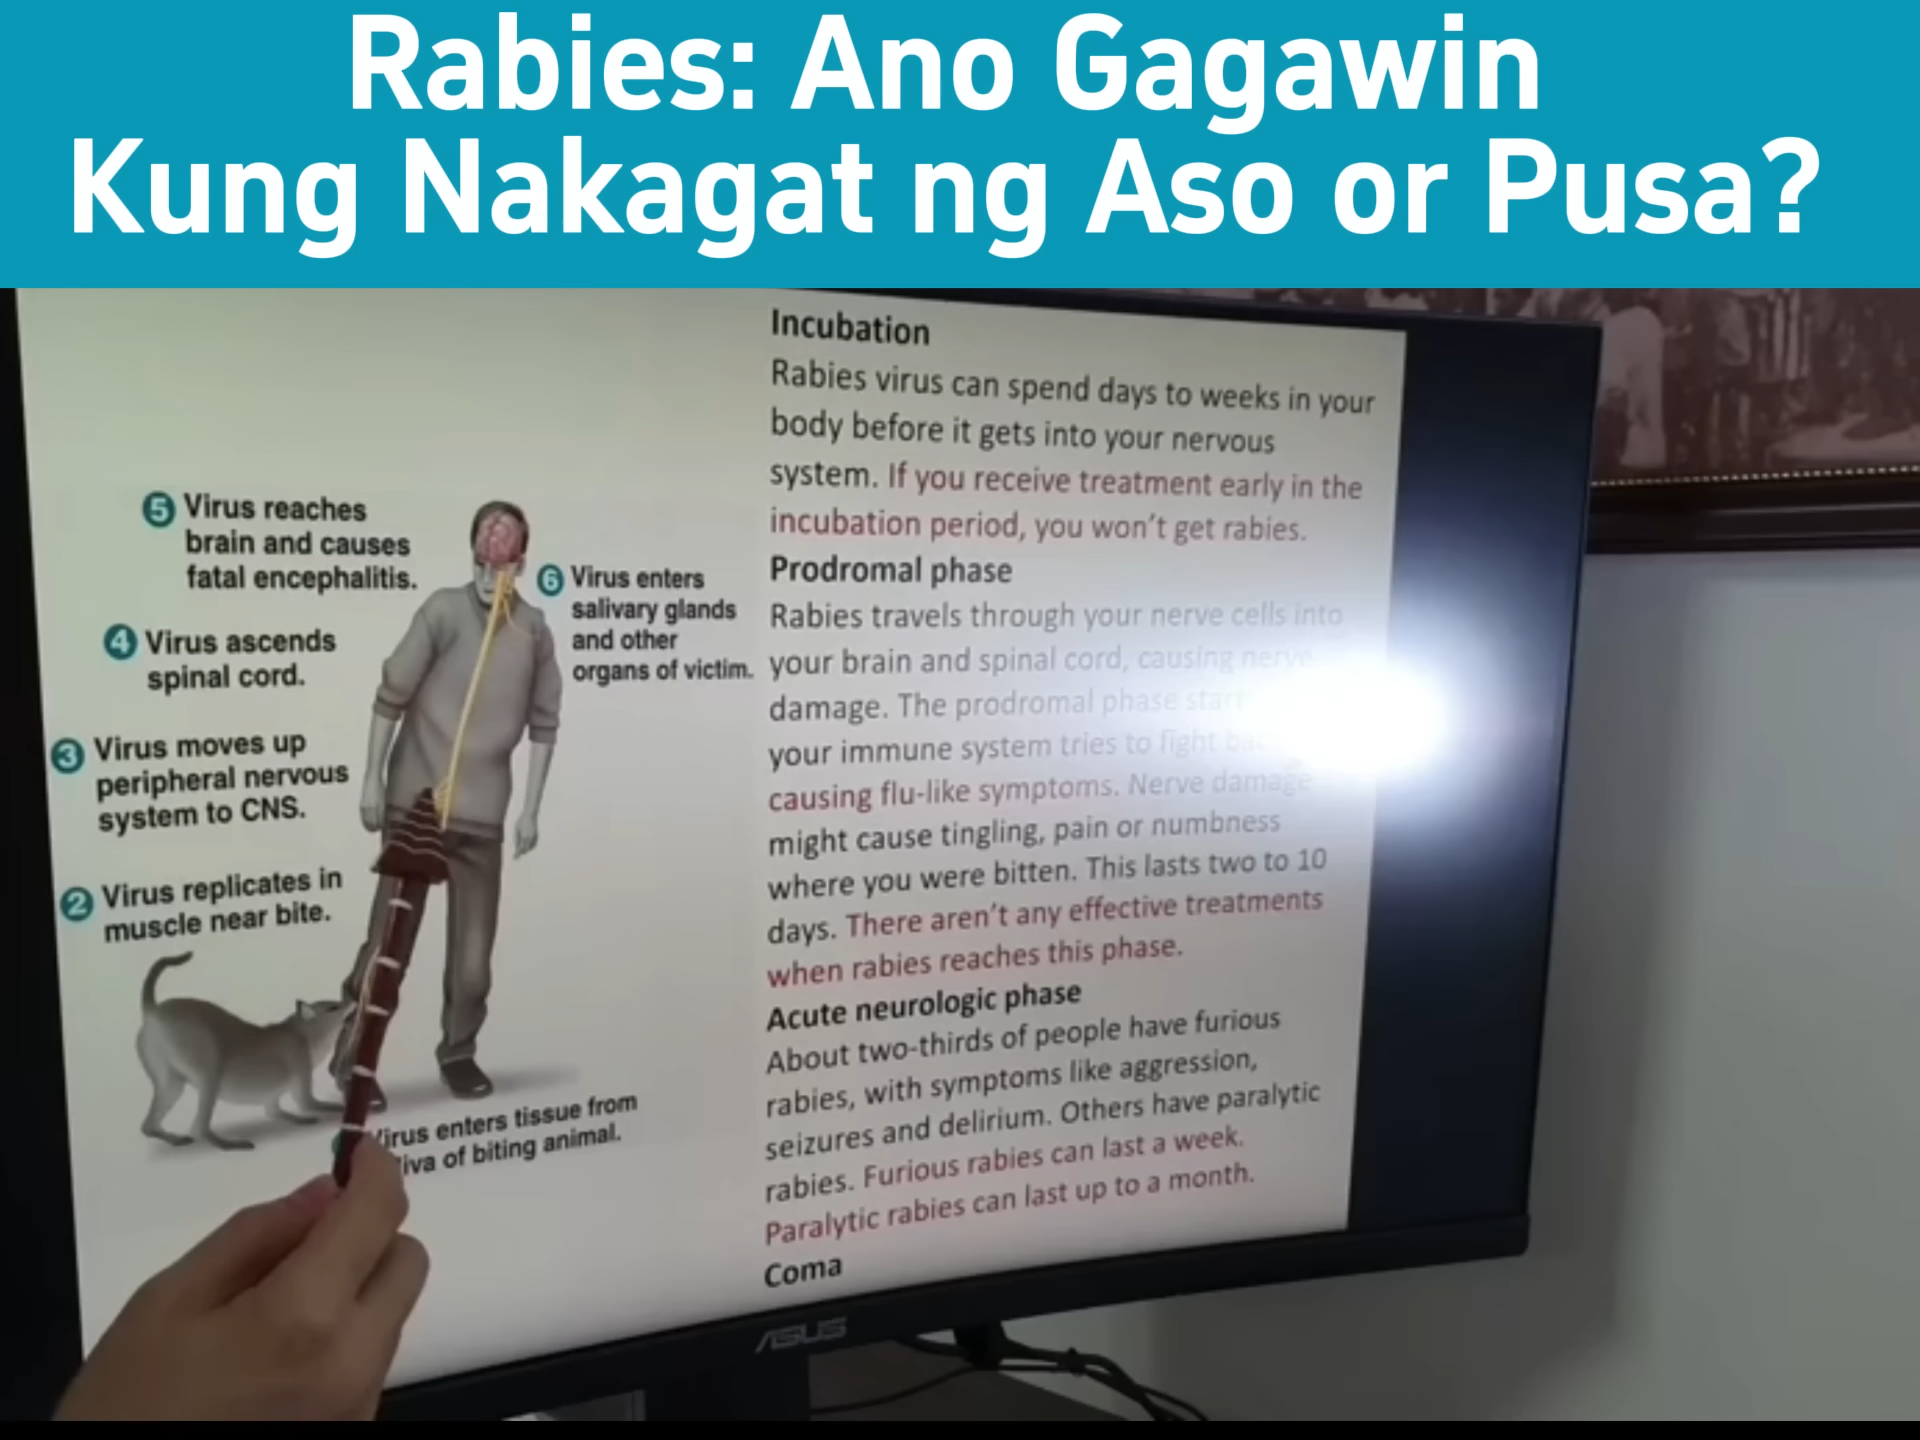 Rabies: Ano Gagawin
Kung Nakagat ng Aso or Pusa?
5 Virus reaches
brain and causes
fatal encephalitis.
6 Virus enters
salivary glands
and other
organs of victim.
4 Virus ascends
spinal cord.
3 Virus moves up
peripheral nervous
system to CNS.
2 Virus replicates in
muscle near bite.
enters tissue from
of biting animal.
Incubation
Rabies virus can spend days to weeks in your
body before it gets into your nervous
system. If you receive treatment early in the
incubation period, you won't get rabies.
Prodromal phase
Rabies travels through your nerve cells into
your brain and spinal cord, causing nerve
damage. The prodromal phase
your immune system tries to fight
causing flu-like symptoms. Nerve damage
might cause tingling, pain or numbness
where you were bitten. This lasts two to 10
days. There aren't any effective treatments
when rabies reaches this phase.
Acute neurologic phase
About two-thirds of people have furious
rabies, with symptoms like aggression,
seizures and delirium. Others have paralytic
rabies. Furious rabies can last a week.
Paralytic rabies can last up to a month.
Coma
ASUS